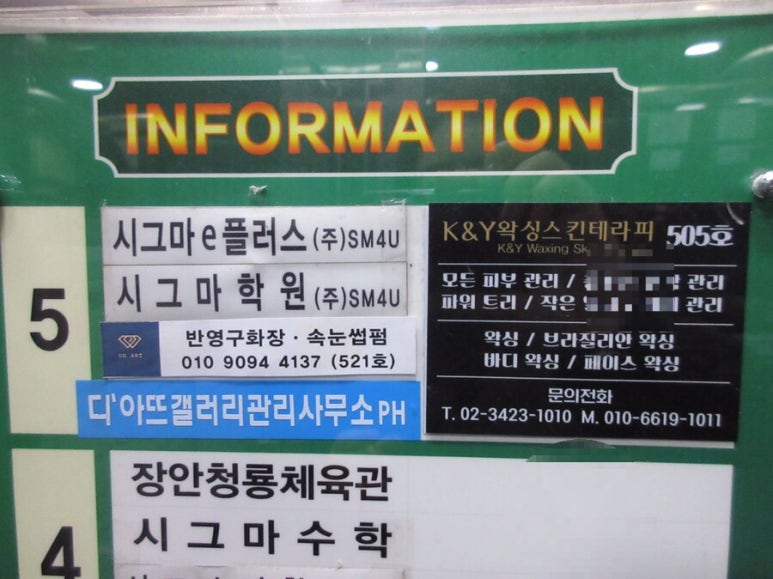 INFORMATION
5
시그마e플러스 (주)SM4U
시그마학원 (주)SM4U
DD ART
반영구화장 · 속눈썹펌
010 9094 4137 (521호)
디'아뜨갤러리관리사무소PH
K&Y왁싱스킨테라피 505호
K&Y Waxing
모든 피부 관리 / 관리
파워 트리 / 작은 관리
왁싱 / 브라질리안 왁싱
바디 왁싱 / 페이스 왁싱
문의전화
T. 02-3423-1010 M. 010-6619-1011
4
장안청룡체육관
시그마수학